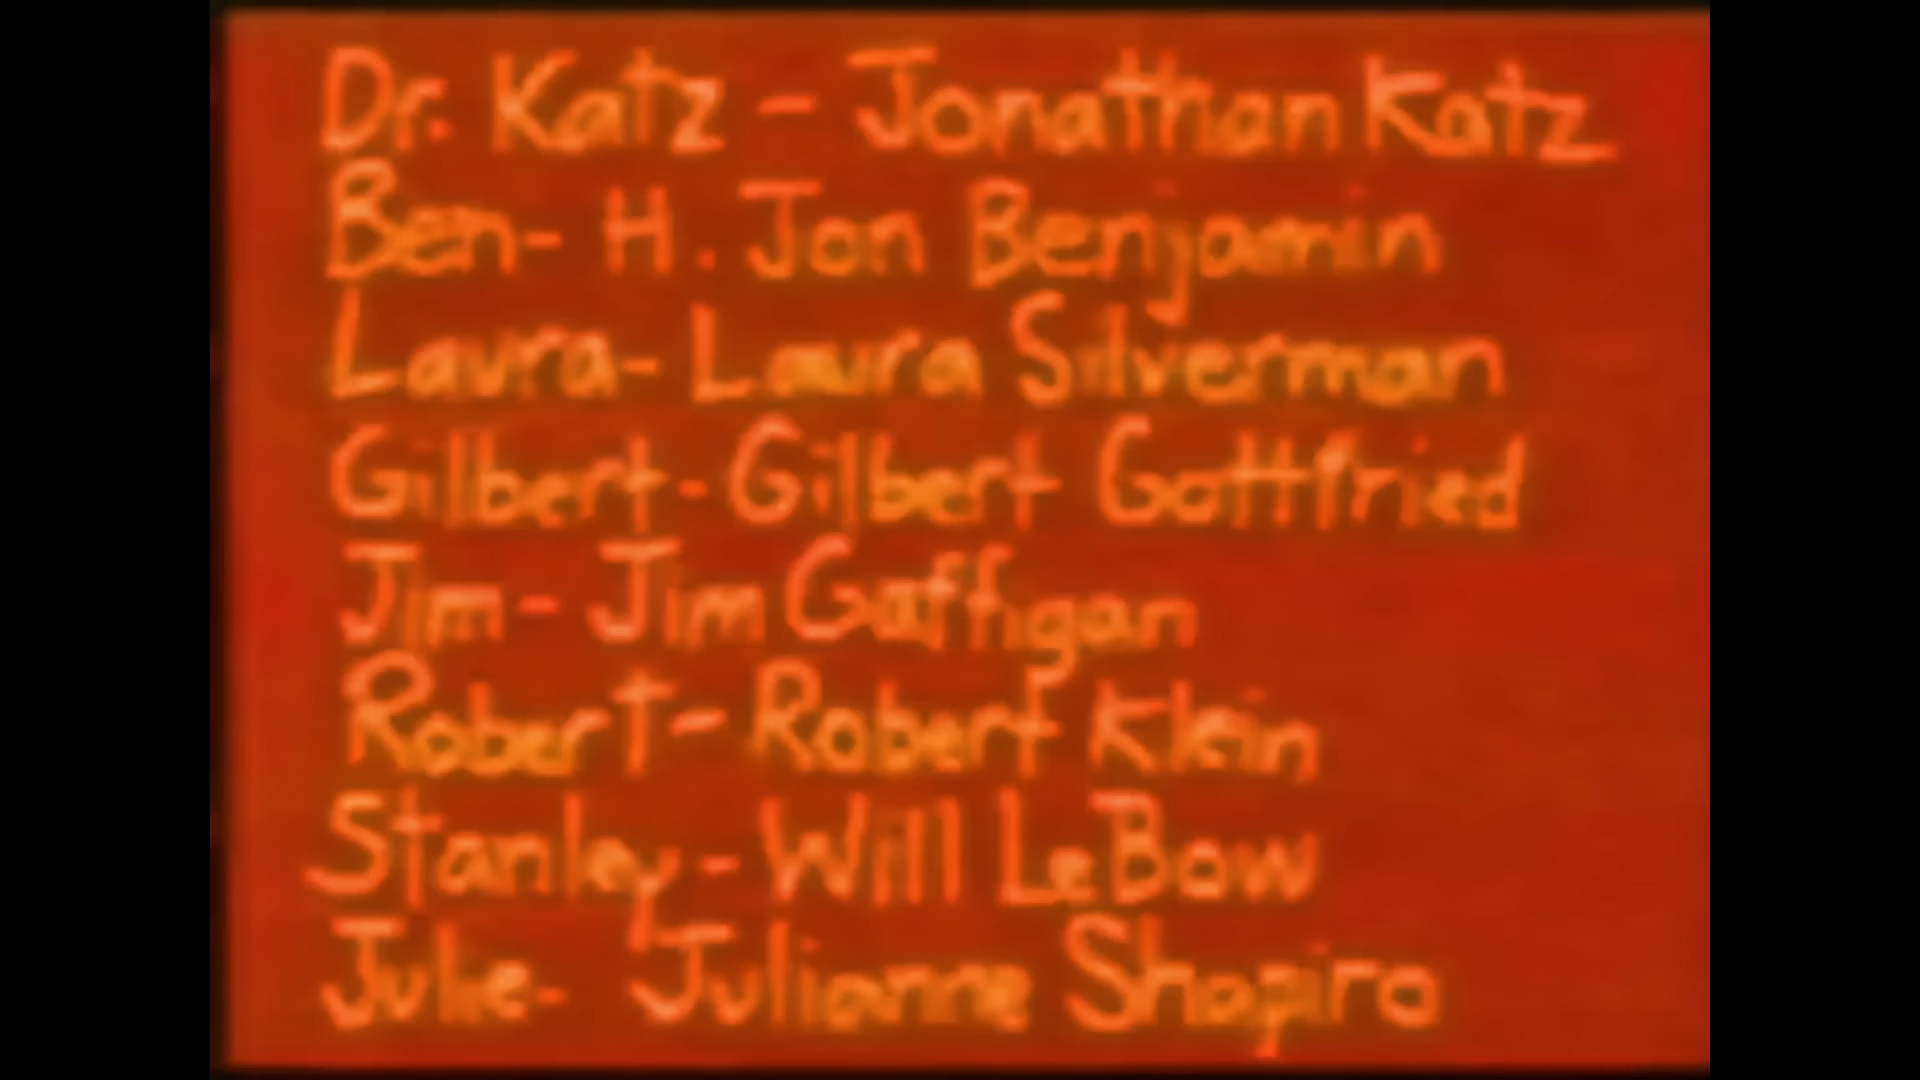 Dr. Katz - Jonathan Katz
Ben- H. Jon Benjamin
Laura- Laura Silverman
Gilbert- Gilbert Gottfried
Jim- Jim Gaffigan
Robert- Robert Klein
Stanley- Will LeBow
Julie- Julianne Shapiro